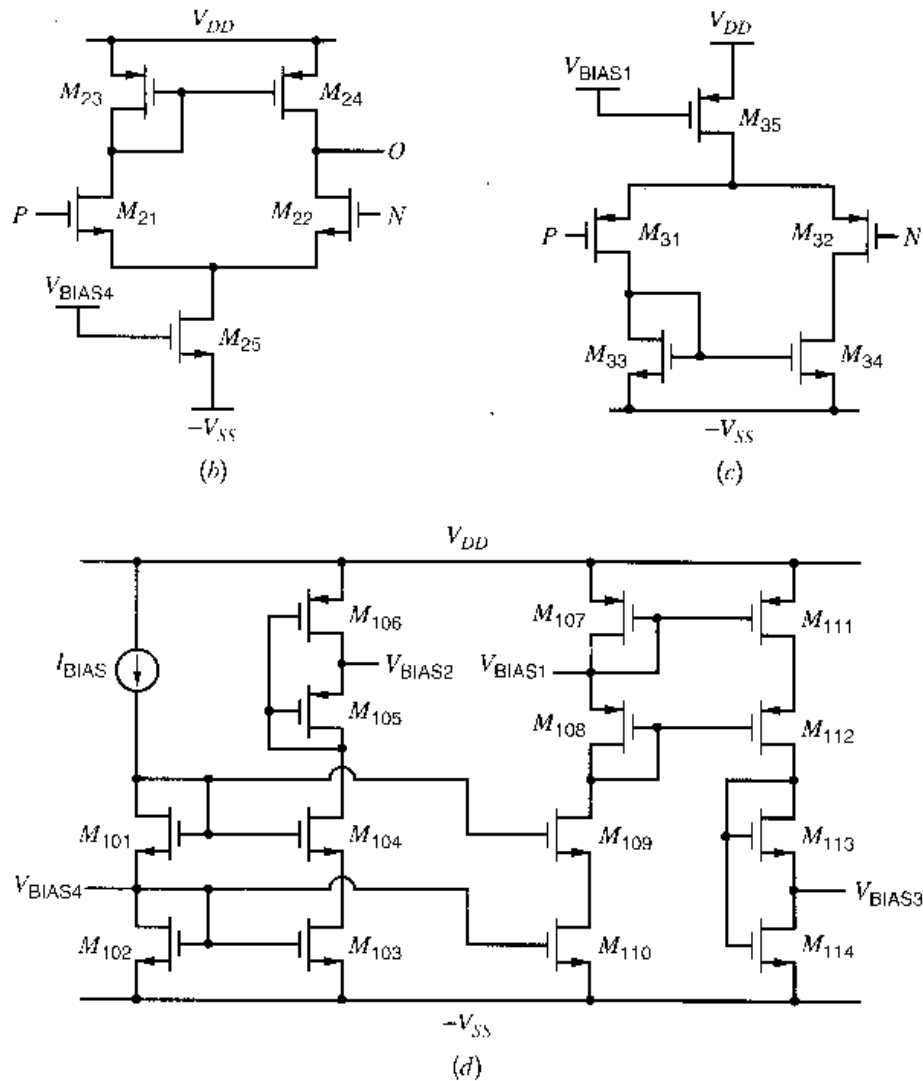 V_DD
M_23
M_24
O
P
M_21
M_22
N
V_BIAS4
M_25
−V_SS
(b)
V_DD
V_BIAS1
M_35
P
M_31
M_32
N
M_33
M_34
−V_SS
(c)
V_DD
M_106
M_107
M_111
I_BIAS
V_BIAS2
V_BIAS1
M_105
M_108
M_112
M_101
M_104
M_109
M_113
V_BIAS4
V_BIAS3
M_102
M_103
M_110
M_114
−V_SS
(d)